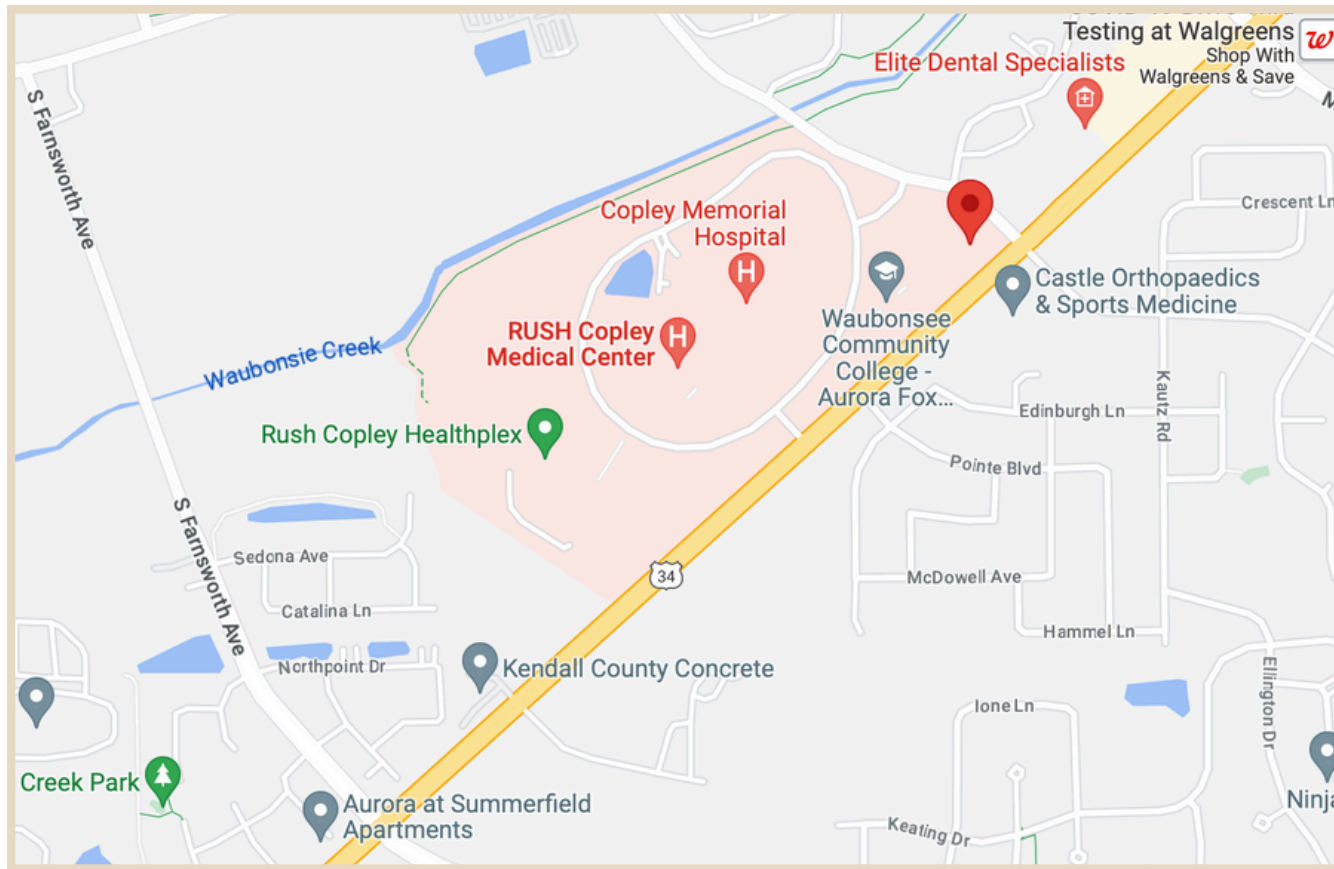 Testing at Walgreens
Shop With
Walgreens & Save
Elite Dental Specialists
S Farnsworth Ave
Crescent Ln
Copley Memorial
Hospital
H
Castle Orthopaedics
& Sports Medicine
Waubonsee
Community
College -
Aurora Fox...
RUSH Copley
Medical Center
H
Waubonsie Creek
Kautz Rd
Edinburgh Ln
Rush Copley Healthplex
Pointe Blvd
S Farnsworth Ave
Sedona Ave
34
McDowell Ave
Catalina Ln
Hammel Ln
Northpoint Dr
Kendall County Concrete
Ellington Dr
Ione Ln
Creek Park
Aurora at Summerfield
Apartments
Ninja
Keating Dr